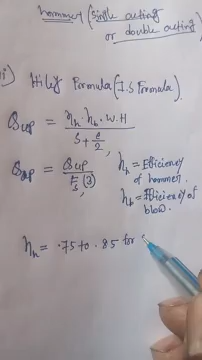 hammer (single acting
or double acting)
i) Hiley Formula (I.S Formula)
Qup = ηh · ηb · W · H / S + c/2
Qap = Qup / F/S (3)
ηh = Efficiency
of hammer
ηb = Efficiency of
blow.
ηh = .75 to .85 for